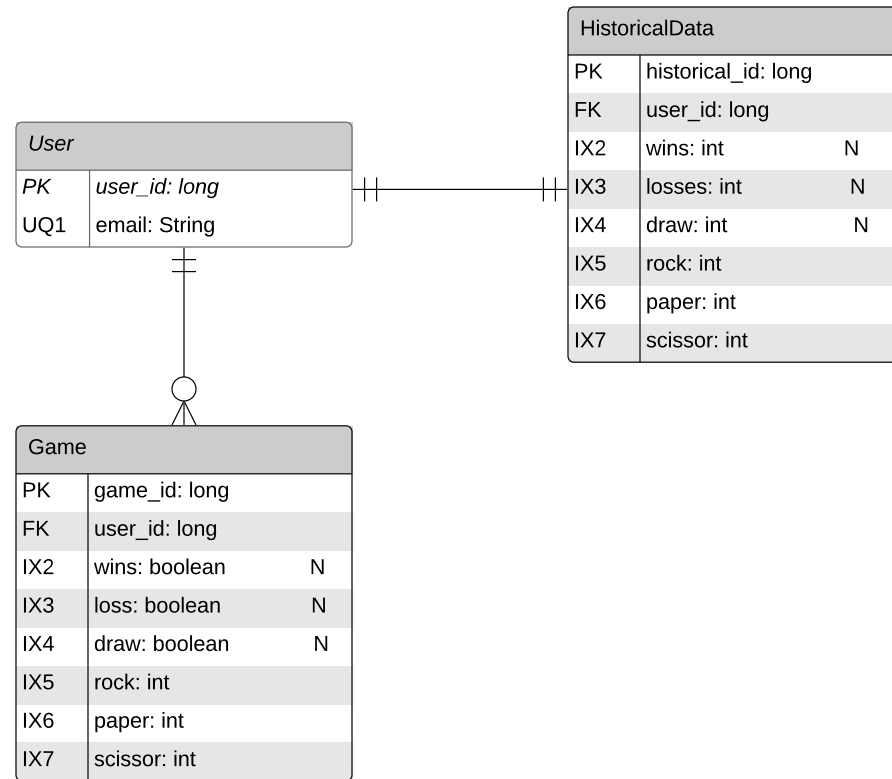 HistoricalData
PK historical_id: long
FK user_id: long
IX2 wins: int N
IX3 losses: int N
IX4 draw: int N
IX5 rock: int
IX6 paper: int
IX7 scissor: int
User
PK user_id: long
UQ1 email: String
Game
PK game_id: long
FK user_id: long
IX2 wins: boolean N
IX3 loss: boolean N
IX4 draw: boolean N
IX5 rock: int
IX6 paper: int
IX7 scissor: int